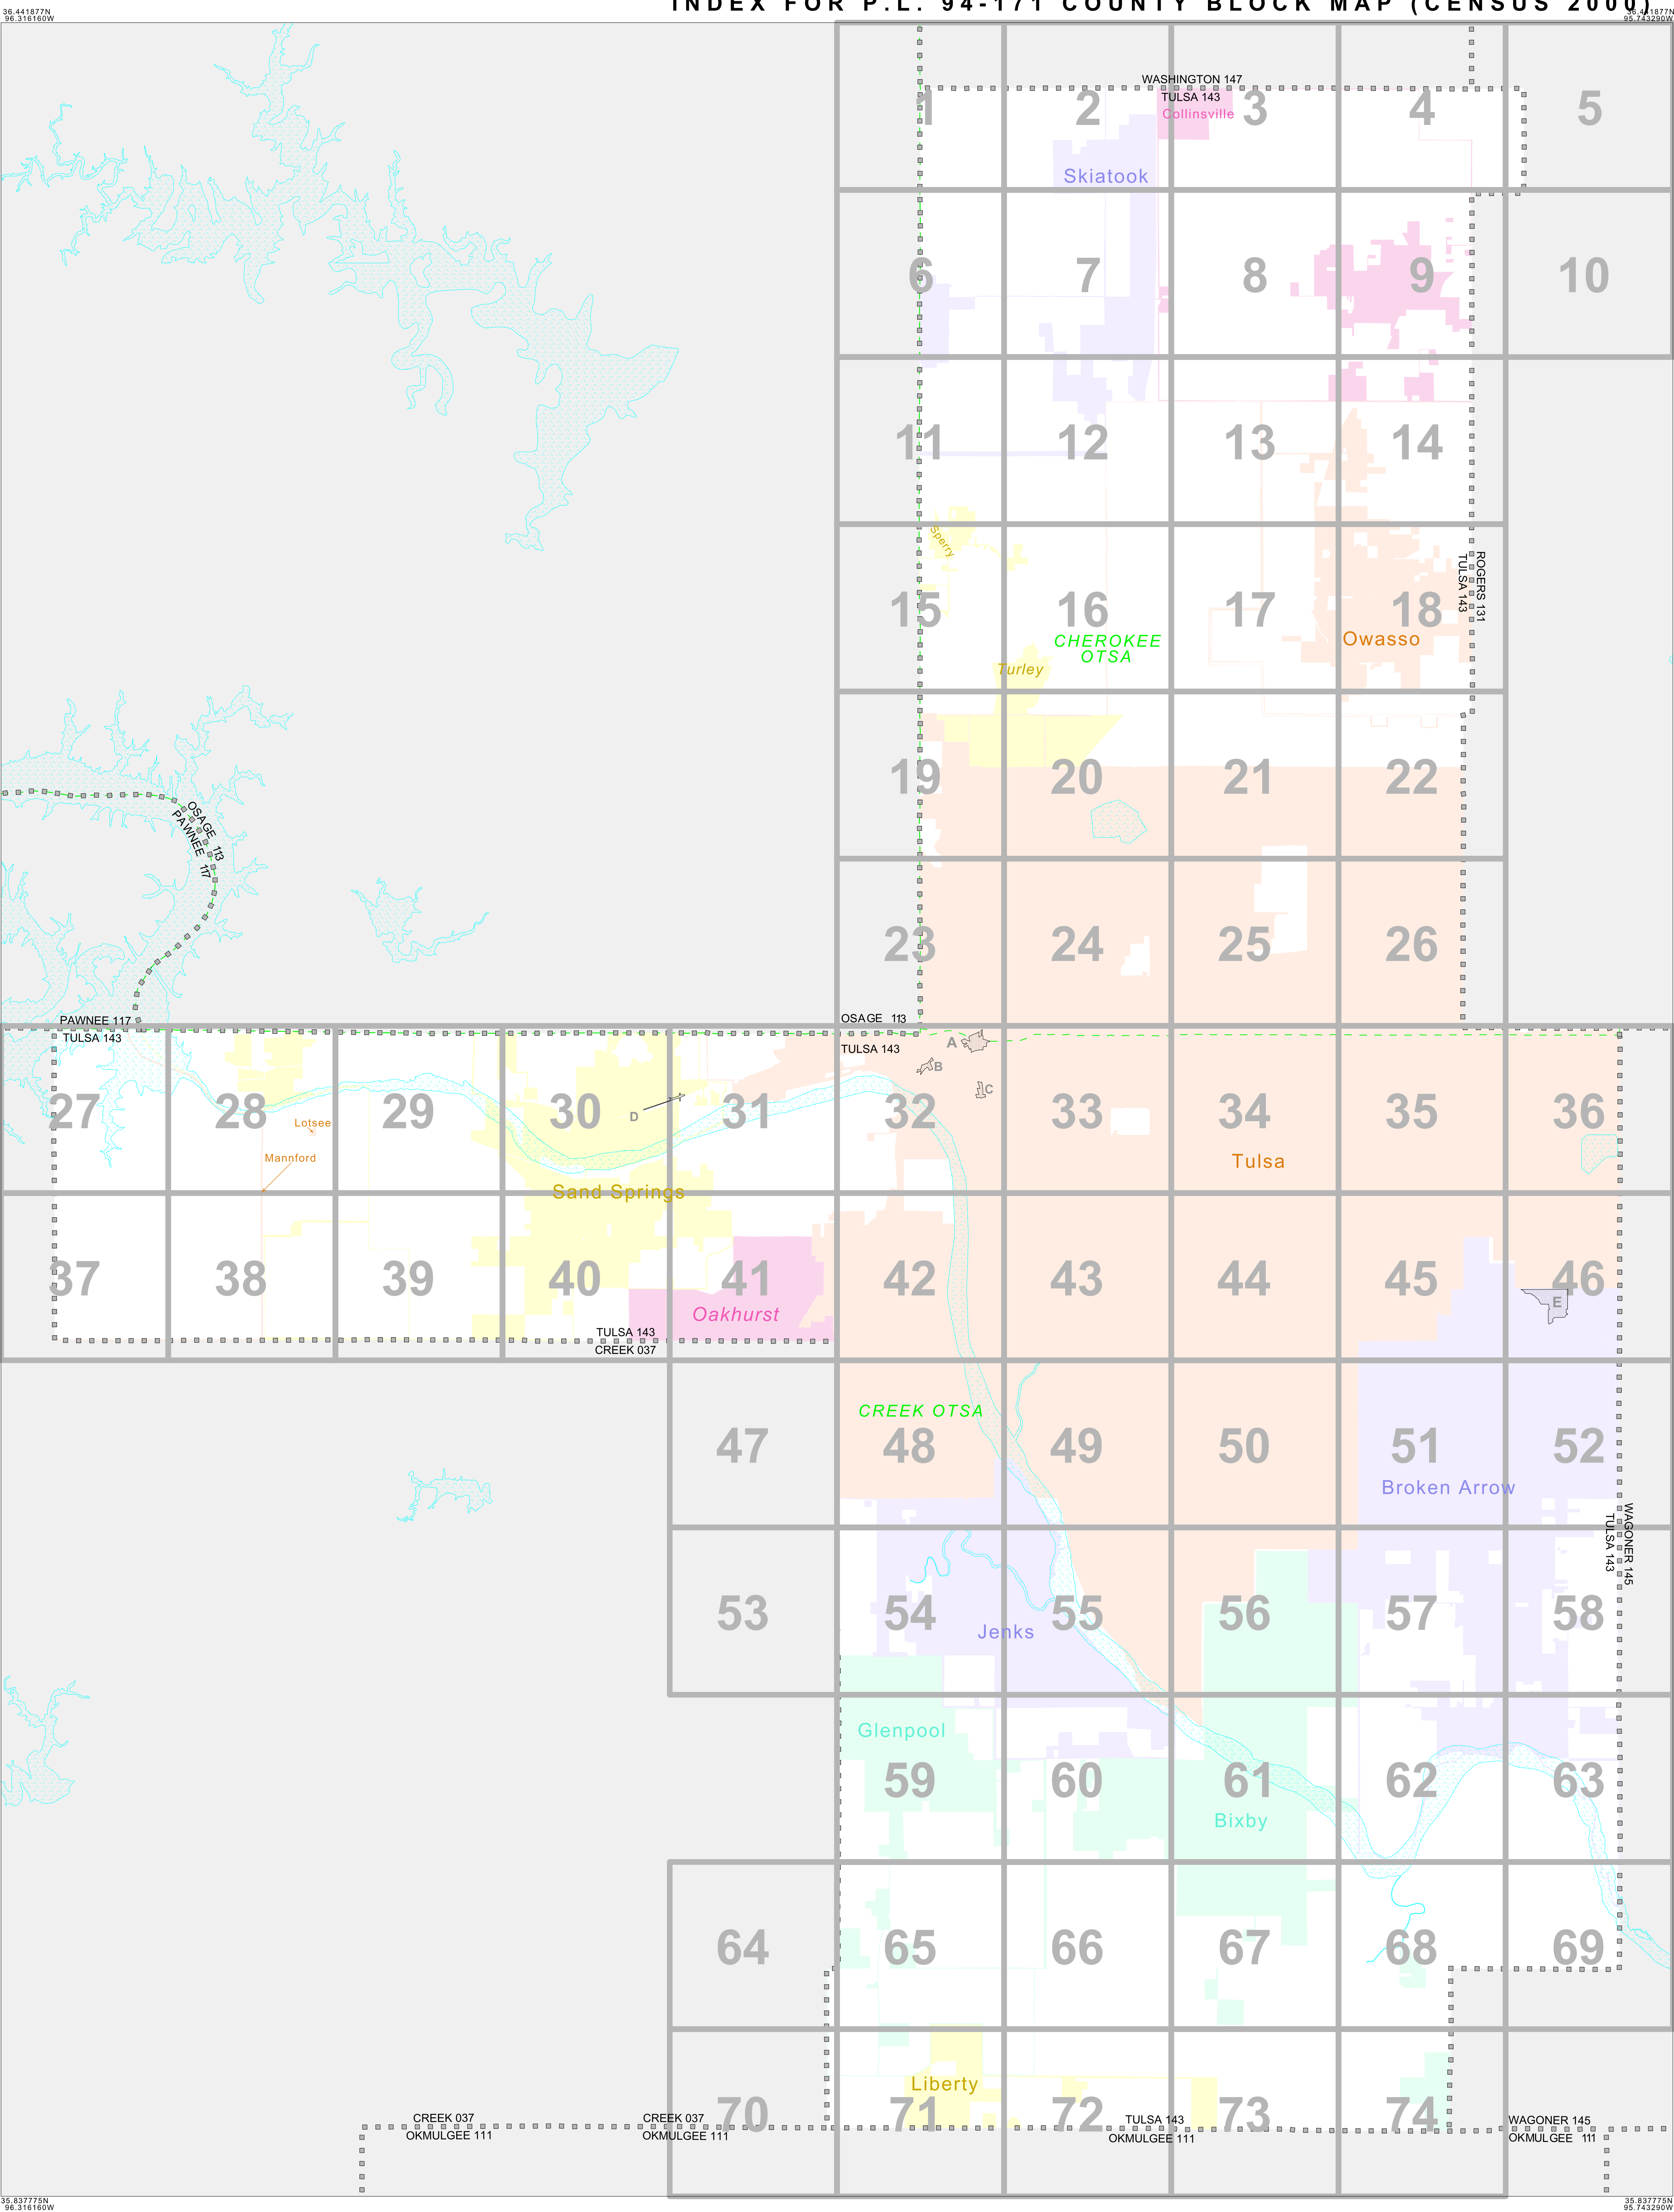 INDEX FOR P.L. 94-171 COUNTY BLOCK MAP (CENSUS 2000)
36.441877N
96.316160W
36.441877N
95.743290W
WASHINGTON 147
TULSA 143
Collinsville
1
2
3
4
5
Skiatook
6
7
8
9
10
11
12
13
14
Sperry
ROGERS 131
TULSA 143
15
16
17
18
CHEROKEE
OTSA
Owasso
Turley
19
20
21
22
OSAGE 113
PAWNEE 117
23
24
25
26
PAWNEE 117
TULSA 143
OSAGE 113
TULSA 143
A
B
C
D
27
28
29
30
31
32
33
34
35
36
Lotsee
Mannford
Tulsa
Sand Springs
37
38
39
40
41
42
43
44
45
46
E
Oakhurst
TULSA 143
CREEK 037
CREEK OTSA
47
48
49
50
51
52
Broken Arrow
WAGONER 145
TULSA 143
53
54
55
56
57
58
Jenks
Glenpool
59
60
61
62
63
Bixby
64
65
66
67
68
69
Liberty
70
71
72
73
74
CREEK 037
OKMULGEE 111
CREEK 037
OKMULGEE 111
TULSA 143
OKMULGEE 111
WAGONER 145
OKMULGEE 111
35.837775N
96.316160W
35.837775N
95.743290W